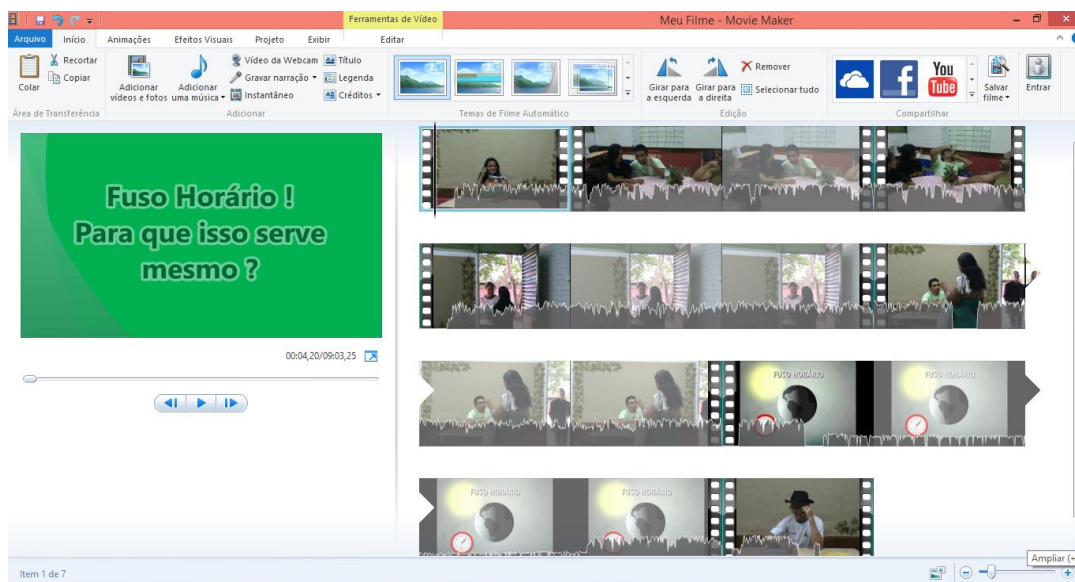 Ferramentas de Vídeo
Meu Filme - Movie Maker
Arquivo
Início
Animações
Efeitos Visuais
Projeto
Exibir
Editar
Colar
Recortar
Copiar
Área de Transferência
Adicionar
vídeos e fotos
Adicionar
uma música
Vídeo da Webcam
Gravar narração
Instantâneo
Título
Legenda
Créditos
Adicionar
Temas de Filme Automático
Girar para
a esquerda
Girar para
a direita
Remover
Selecionar tudo
Edição
f
You
Tube
Compartilhar
Salvar
filme
Entrar
Fuso Horário !
Para que isso serve
mesmo ?
00:04,20/09:03,25
FUSO HORÁRIO
FUSO HORÁRIO
FUSO HORÁRIO
FUSO HORÁRIO
Item 1 de 7
Ampliar (+